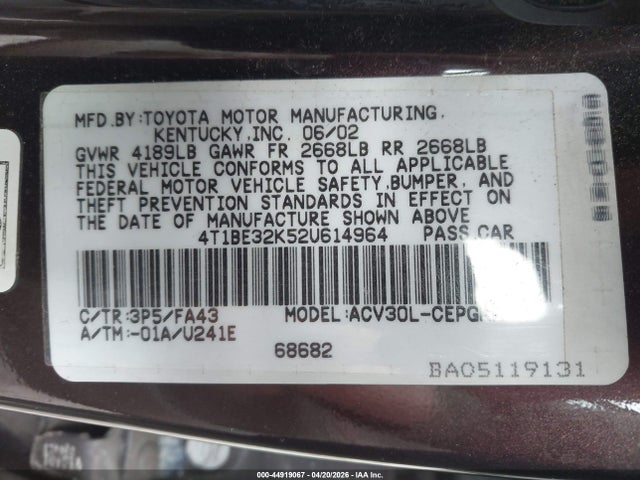 MFD.BY:TOYOTA MOTOR MANUFACTURING,
KENTUCKY,INC. 06/02
GVWR 4189LB GAWR FR 2668LB RR 2668LB
THIS VEHICLE CONFORMS TO ALL APPLICABLE
FEDERAL MOTOR VEHICLE SAFETY,BUMPER, AND
THEFT PREVENTION STANDARDS IN EFFECT ON
THE DATE OF MANUFACTURE SHOWN ABOVE
4T1BE32K52U614964 PASS.CAR
C/TR:3P5/FA43 MODEL:ACV30L-CEPG
A/TM:-01A/U241E
68682
BA05119131
000-44919067 - 04/20/2026 - IAA Inc.